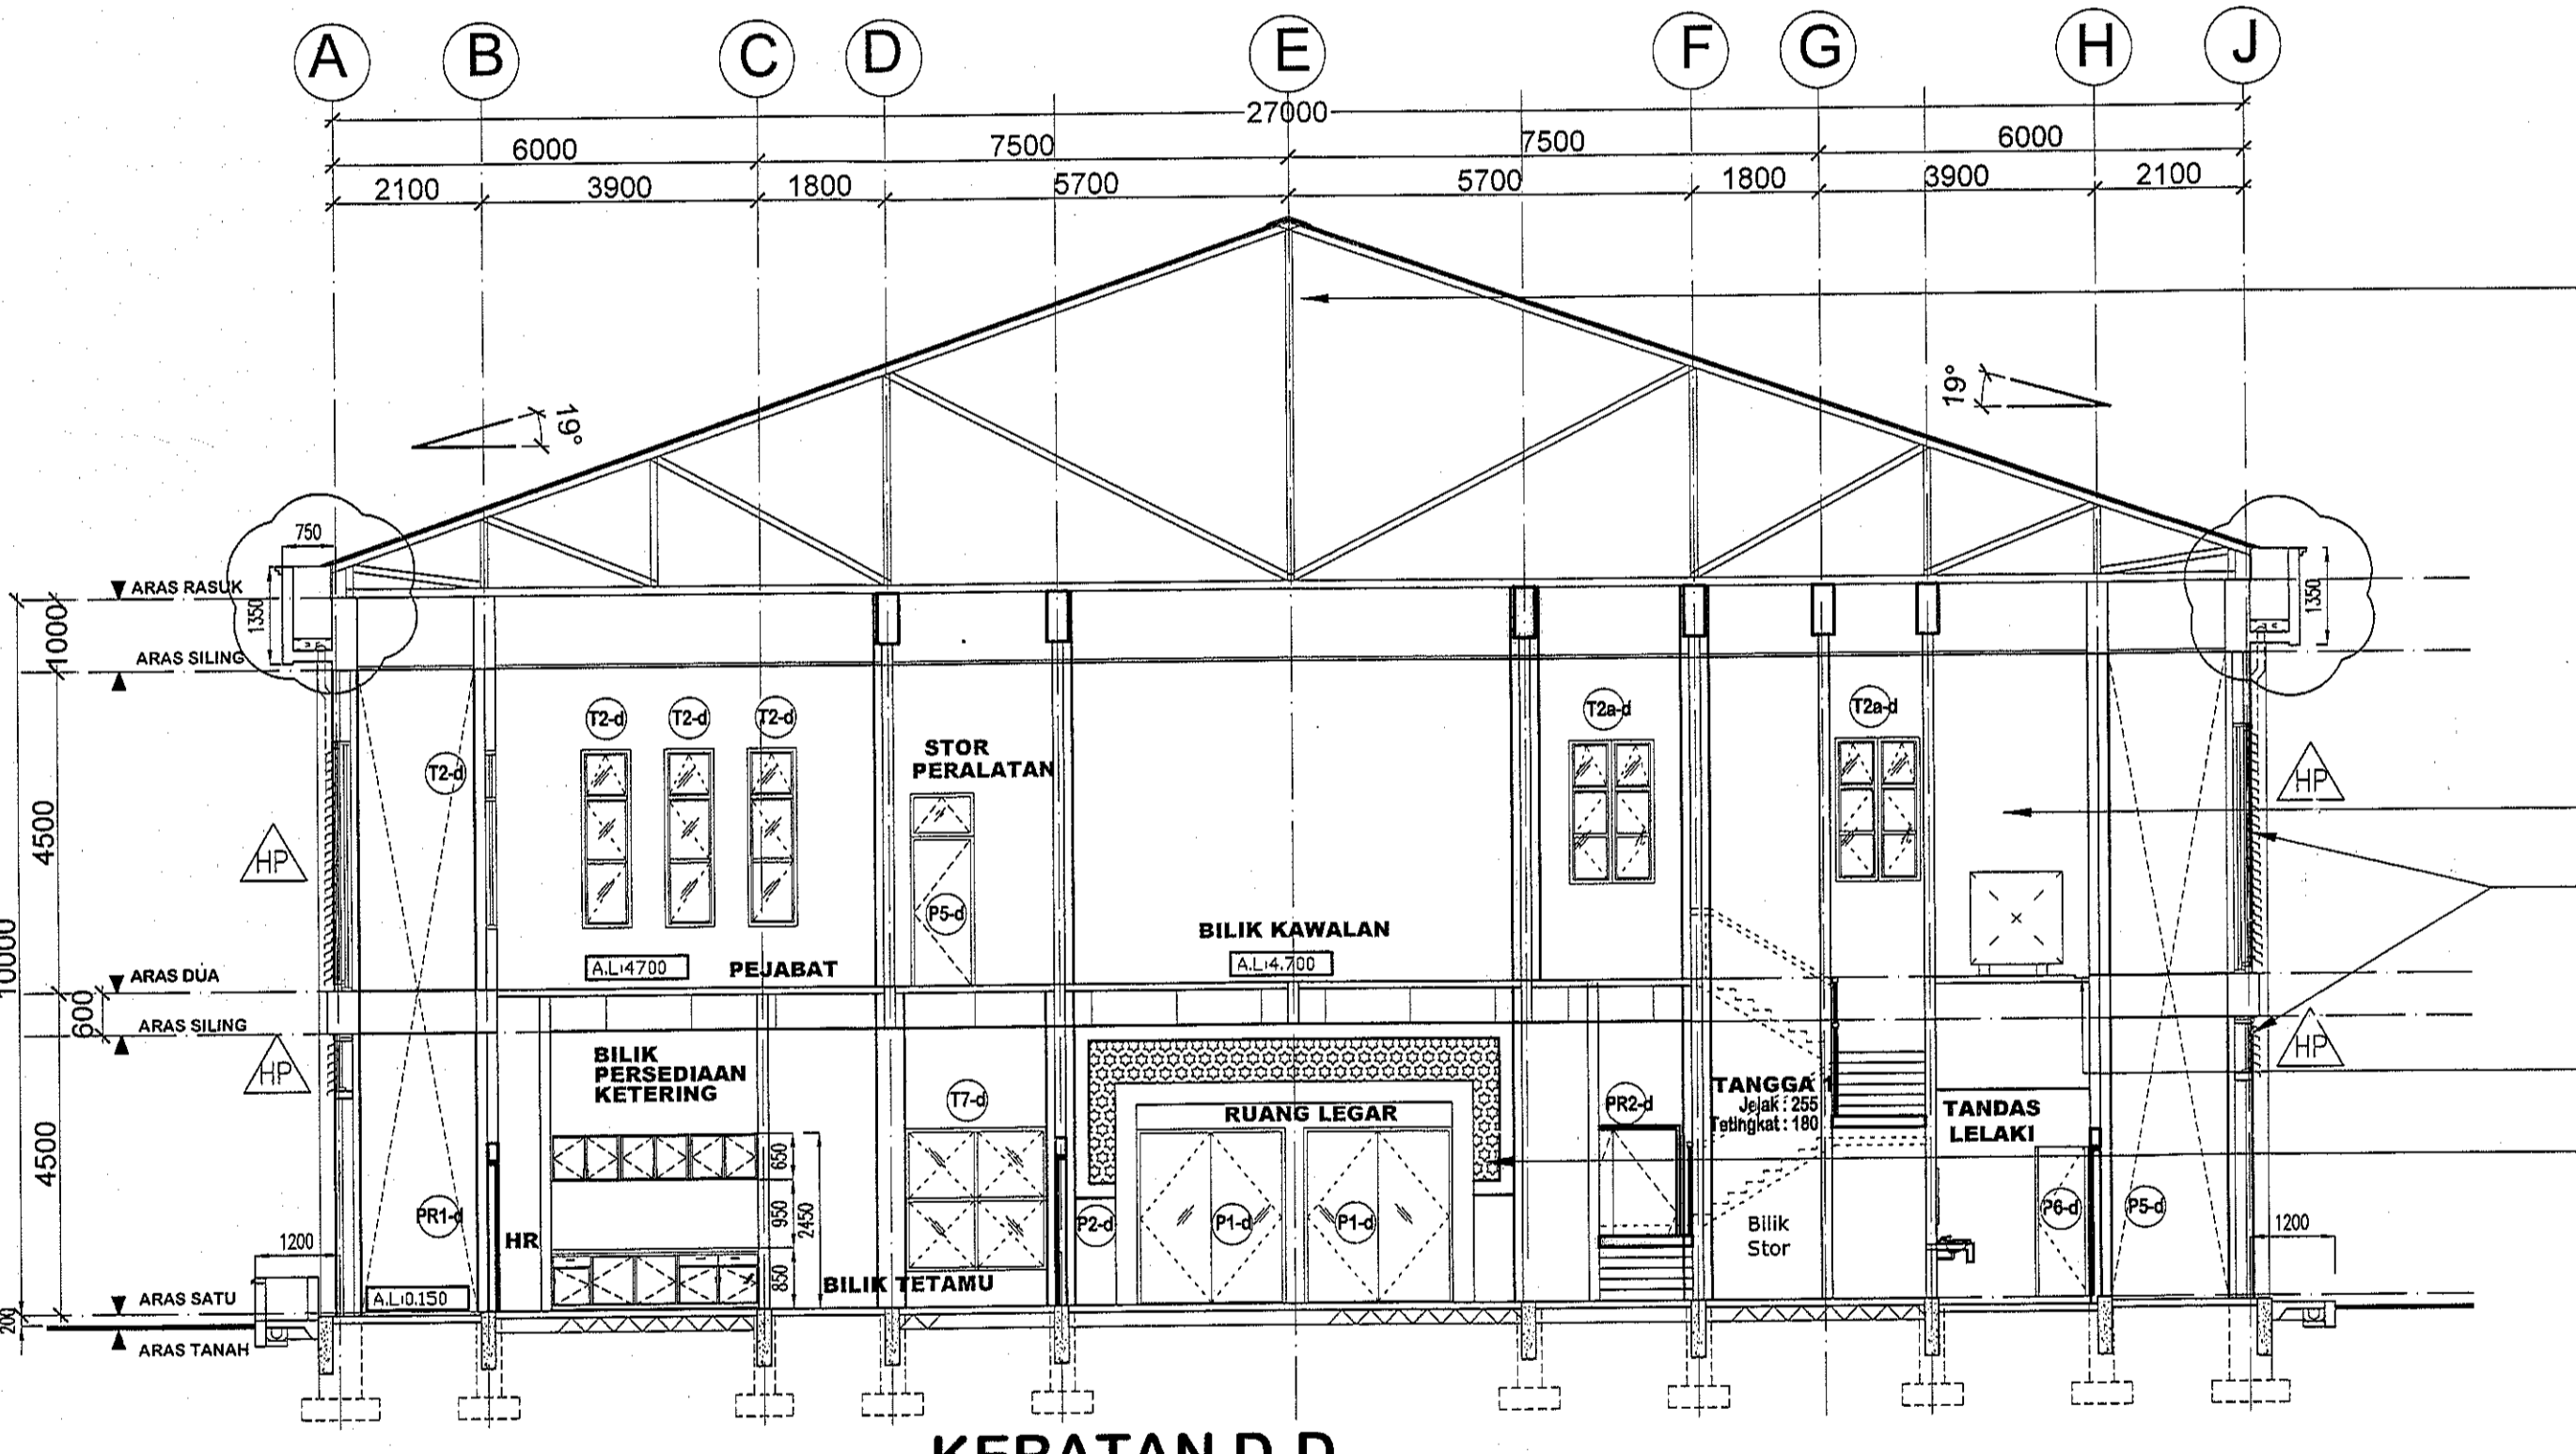 A B C D E F G H J
27000
6000 7500 7500 6000
2100 3900 1800 5700 5700 1800 3900 2100
19°
19°
750
1350
1350
ARAS RASUK
1000
ARAS SILING
T2-d T2-d T2-d T2a-d T2a-d
T2-d
STOR
PERALATAN
HP
HP
4500
10000
P5-d
BILIK KAWALAN
A.L:4700 PEJABAT A.L:4.700
ARAS DUA
600
ARAS SILING
HP
HP
BILIK
PERSEDIAAN
KETERING
T7-d
RUANG LEGAR
PR2-d
TANGGA 1
Jejak : 255
Tetingkat : 180
TANDAS
LELAKI
4500
650
950
2450
850
PR1-d
HR
P2-d P1-d P1-d
Bilik
Stor
P6-d P5-d
1200
1200
BILIK TETAMU
A.L:0.150
ARAS SATU
200
ARAS TANAH
KERATAN D-D